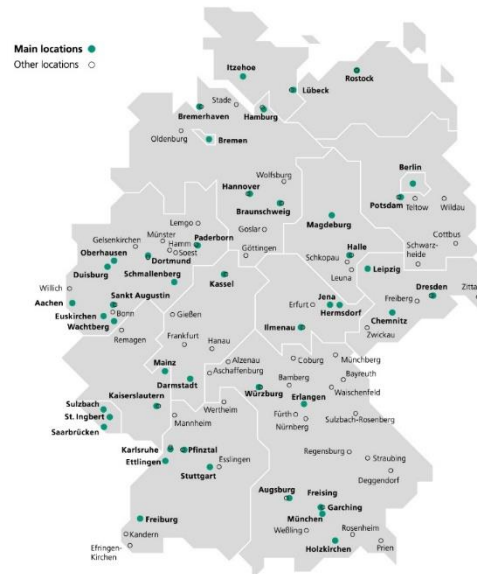 Main locations
Other locations
Itzehoe
Rostock
Lübeck
Stade
Bremerhaven
Hamburg
Oldenburg
Bremen
Berlin
Wolfsburg
Hannover
Potsdam
Teltow
Wildau
Braunschweig
Magdeburg
Lemgo
Goslar
Cottbus
Münster
Paderborn
Gelsenkirchen
Hamm
Soest
Göttingen
Halle
Schwarz-
heide
Oberhausen
Dortmund
Schkopau
Leipzig
Duisburg
Schmallenberg
Kassel
Leuna
Willich
Sankt Augustin
Jena
Dresden
Zitta
Aachen
Erfurt
Freiberg
Euskirchen
Bonn
Gießen
Hermsdorf
Chemnitz
Wachtberg
Ilmenau
Zwickau
Remagen
Frankfurt
Hanau
Coburg
Münchberg
Mainz
Alzenau
Aschaffenburg
Bamberg
Bayreuth
Darmstadt
Würzburg
Waischenfeld
Sulzbach
Kaiserslautern
Wertheim
Erlangen
St. Ingbert
Mannheim
Fürth
Sulzbach-Rosenberg
Saarbrücken
Nürnberg
Karlsruhe
Pfinztal
Regensburg
Straubing
Ettlingen
Esslingen
Stuttgart
Deggendorf
Augsburg
Freising
Garching
Freiburg
München
Kandern
Weßling
Rosenheim
Efringen-
Kirchen
Holzkirchen
Prien